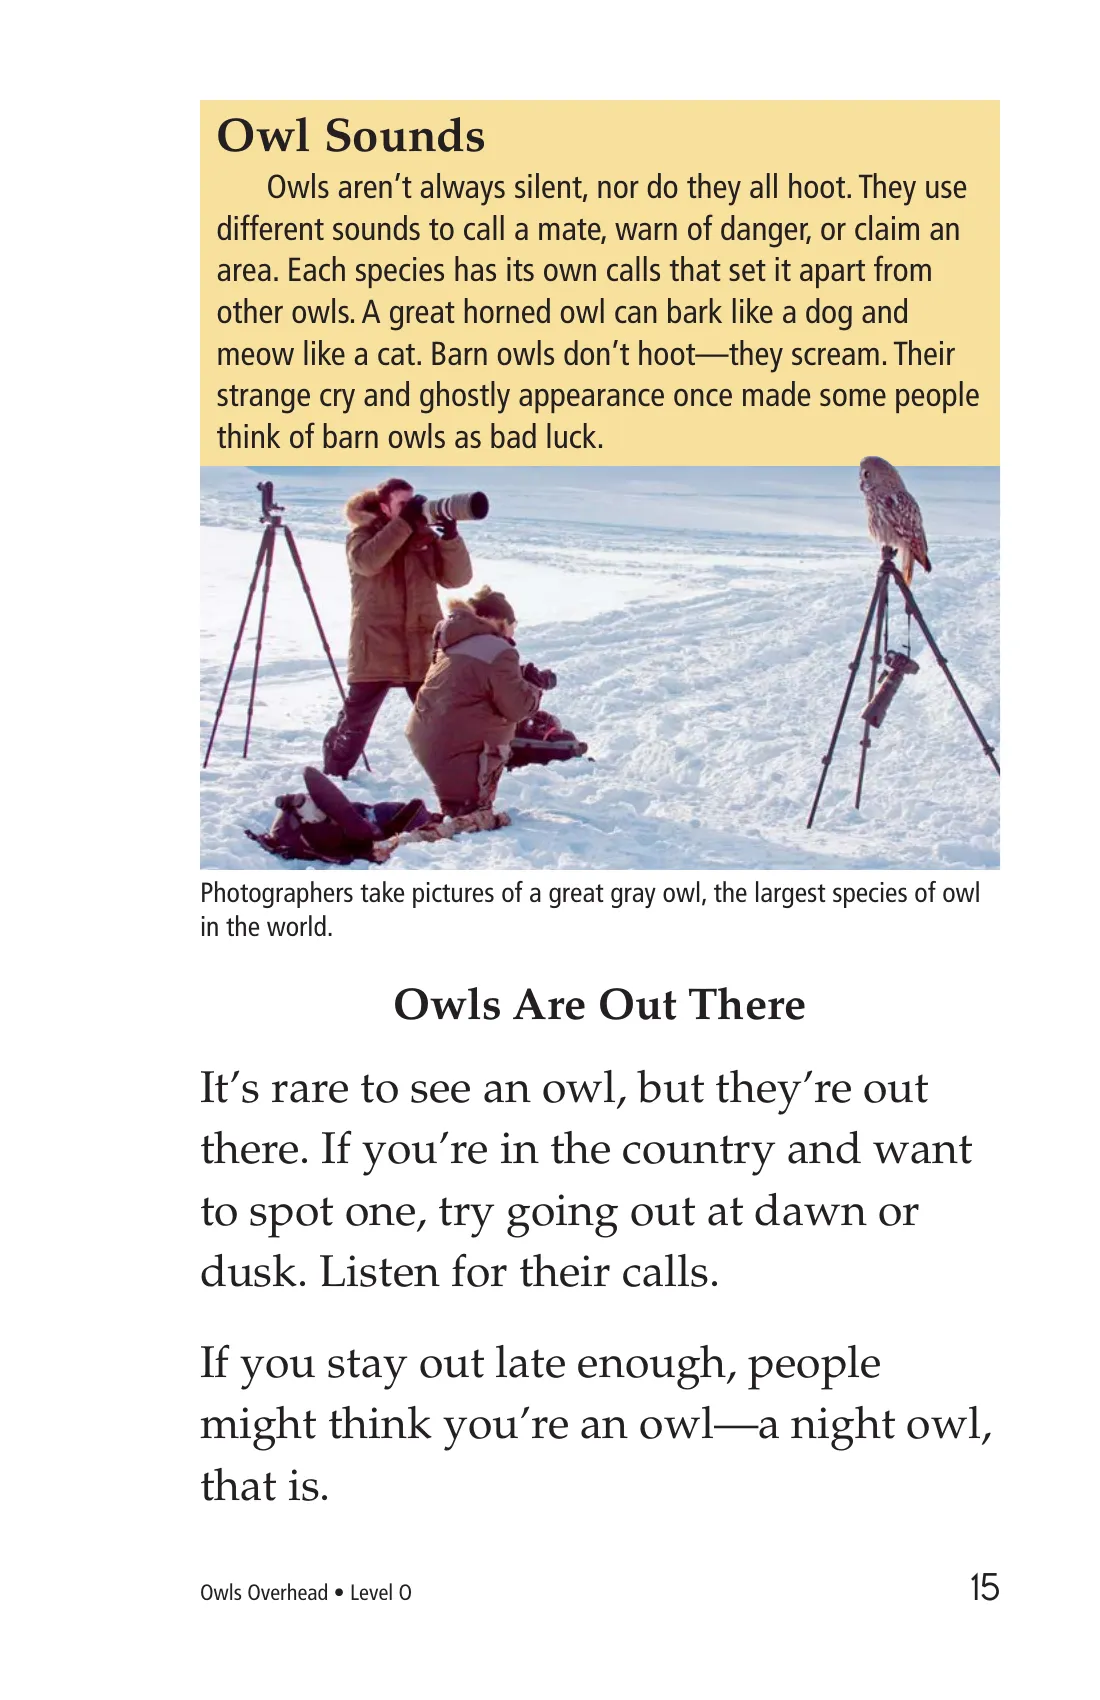 Owl Sounds
Owls aren’t always silent, nor do they all hoot. They use
different sounds to call a mate, warn of danger, or claim an
area. Each species has its own calls that set it apart from
other owls. A great horned owl can bark like a dog and
meow like a cat. Barn owls don’t hoot—they scream. Their
strange cry and ghostly appearance once made some people
think of barn owls as bad luck.
Photographers take pictures of a great gray owl, the largest species of owl
in the world.
Owls Are Out There
It’s rare to see an owl, but they’re out
there. If you’re in the country and want
to spot one, try going out at dawn or
dusk. Listen for their calls.
If you stay out late enough, people
might think you’re an owl—a night owl,
that is.
Owls Overhead • Level O
15